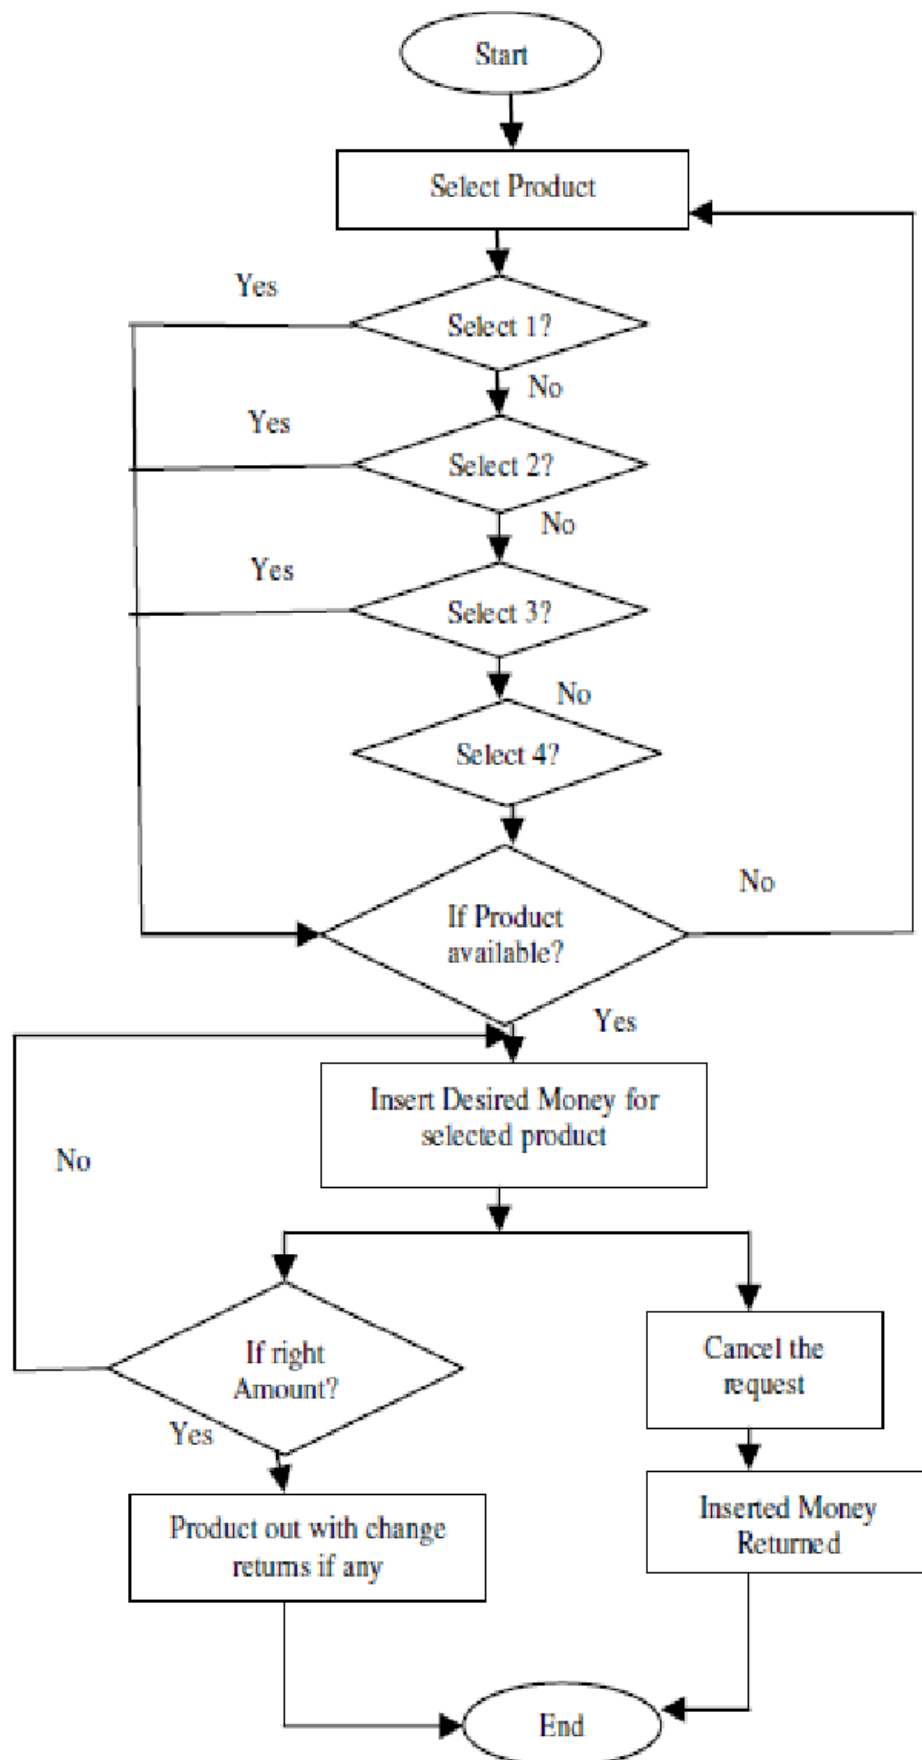 Start
Select Product
Yes
Select 1?
No
Yes
Select 2?
No
Yes
Select 3?
No
Select 4?
If Product
available?
No
Yes
Insert Desired Money for
selected product
No
If right
Amount?
Yes
Cancel the
request
Product out with change
returns if any
Inserted Money
Returned
End